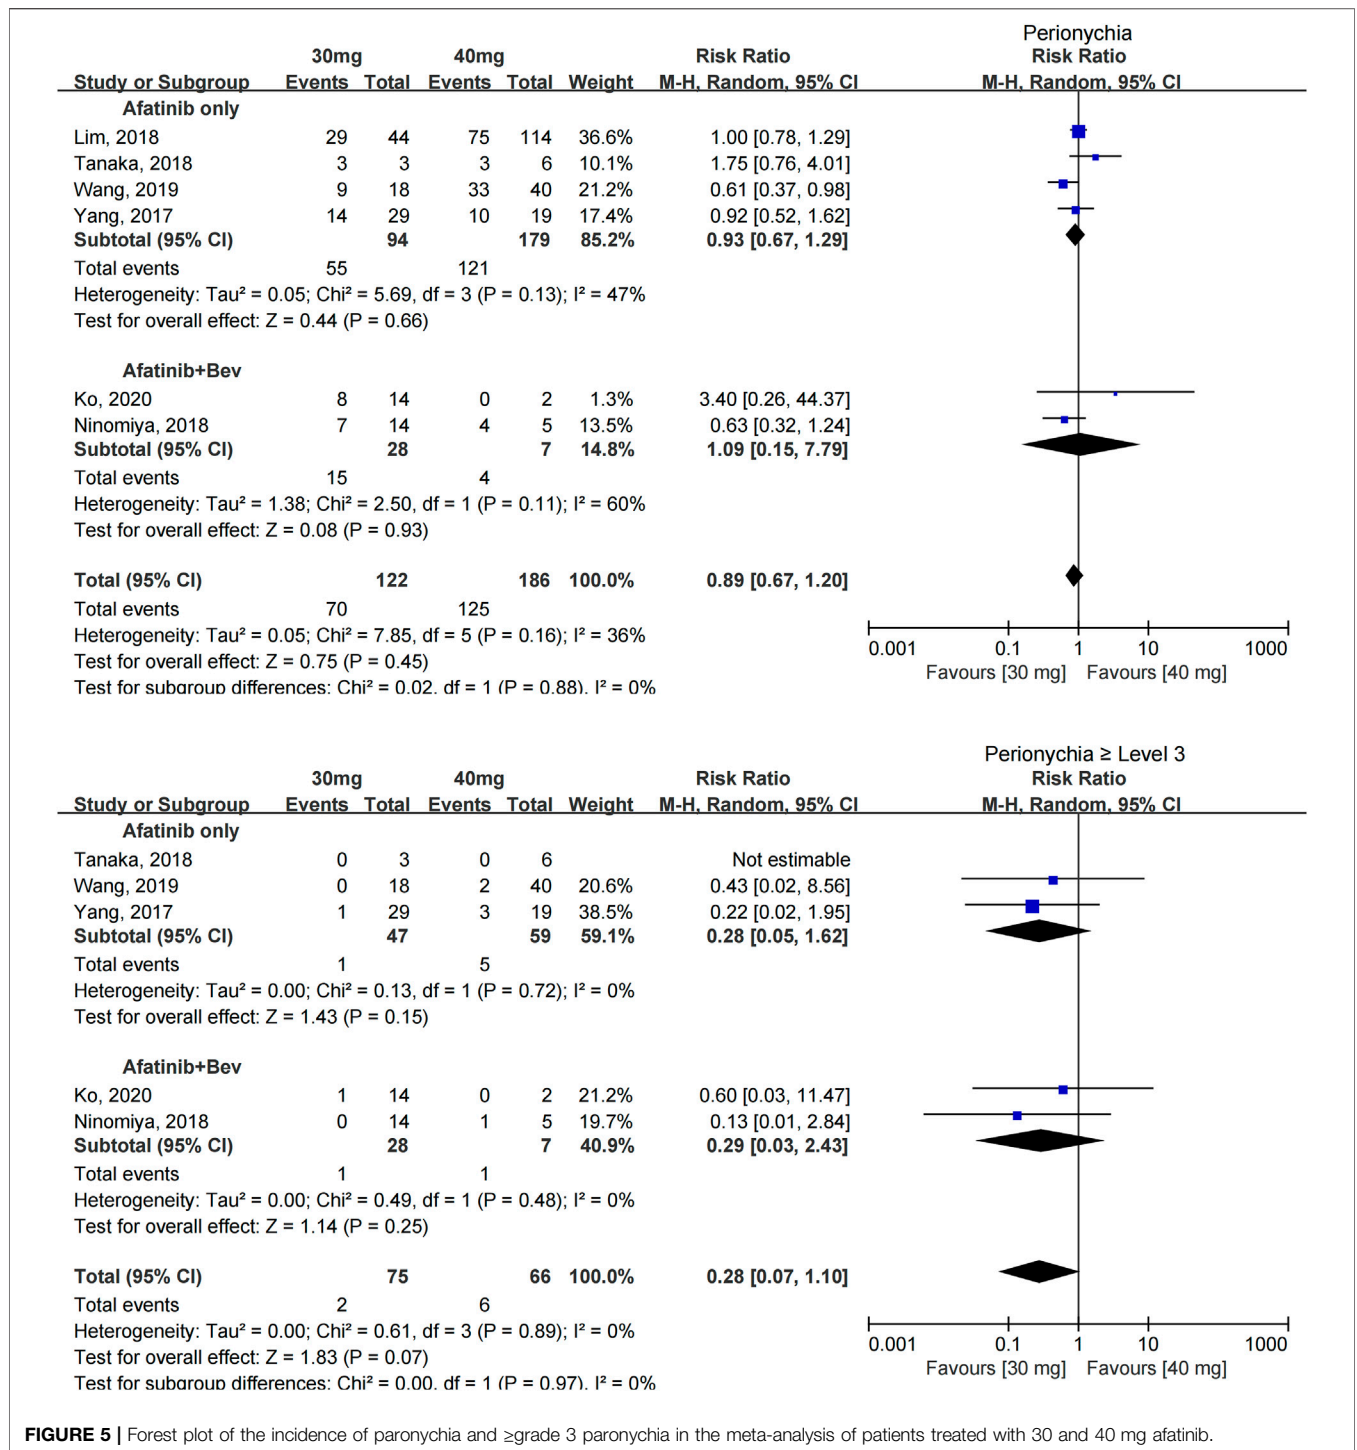 Perionychia
30mg 40mg Risk Ratio Risk Ratio
Study or Subgroup Events Total Events Total Weight M-H, Random, 95% CI M-H, Random, 95% CI
Afatinib only
Lim, 2018 29 44 75 114 36.6% 1.00 [0.78, 1.29]
Tanaka, 2018 3 3 3 6 10.1% 1.75 [0.76, 4.01]
Wang, 2019 9 18 33 40 21.2% 0.61 [0.37, 0.98]
Yang, 2017 14 29 10 19 17.4% 0.92 [0.52, 1.62]
Subtotal (95% CI) 94 179 85.2% 0.93 [0.67, 1.29]
Total events 55 121
Heterogeneity: Tau² = 0.05; Chi² = 5.69, df = 3 (P = 0.13); I² = 47%
Test for overall effect: Z = 0.44 (P = 0.66)
Afatinib+Bev
Ko, 2020 8 14 0 2 1.3% 3.40 [0.26, 44.37]
Ninomiya, 2018 7 14 4 5 13.5% 0.63 [0.32, 1.24]
Subtotal (95% CI) 28 7 14.8% 1.09 [0.15, 7.79]
Total events 15 4
Heterogeneity: Tau² = 1.38; Chi² = 2.50, df = 1 (P = 0.11); I² = 60%
Test for overall effect: Z = 0.08 (P = 0.93)
Total (95% CI) 122 186 100.0% 0.89 [0.67, 1.20]
Total events 70 125
Heterogeneity: Tau² = 0.05; Chi² = 7.85, df = 5 (P = 0.16); I² = 36%
Test for overall effect: Z = 0.75 (P = 0.45)
Test for subgroup differences: Chi² = 0.02, df = 1 (P = 0.88), I² = 0%
0.001 0.1 1 10 1000
Favours [30 mg] Favours [40 mg]
Perionychia ≥ Level 3
30mg 40mg Risk Ratio Risk Ratio
Study or Subgroup Events Total Events Total Weight M-H, Random, 95% CI M-H, Random, 95% CI
Afatinib only
Tanaka, 2018 0 3 0 6 Not estimable
Wang, 2019 0 18 2 40 20.6% 0.43 [0.02, 8.56]
Yang, 2017 1 29 3 19 38.5% 0.22 [0.02, 1.95]
Subtotal (95% CI) 47 59 59.1% 0.28 [0.05, 1.62]
Total events 1 5
Heterogeneity: Tau² = 0.00; Chi² = 0.13, df = 1 (P = 0.72); I² = 0%
Test for overall effect: Z = 1.43 (P = 0.15)
Afatinib+Bev
Ko, 2020 1 14 0 2 21.2% 0.60 [0.03, 11.47]
Ninomiya, 2018 0 14 1 5 19.7% 0.13 [0.01, 2.84]
Subtotal (95% CI) 28 7 40.9% 0.29 [0.03, 2.43]
Total events 1 1
Heterogeneity: Tau² = 0.00; Chi² = 0.49, df = 1 (P = 0.48); I² = 0%
Test for overall effect: Z = 1.14 (P = 0.25)
Total (95% CI) 75 66 100.0% 0.28 [0.07, 1.10]
Total events 2 6
Heterogeneity: Tau² = 0.00; Chi² = 0.61, df = 3 (P = 0.89); I² = 0%
Test for overall effect: Z = 1.83 (P = 0.07)
Test for subgroup differences: Chi² = 0.00, df = 1 (P = 0.97), I² = 0%
0.001 0.1 1 10 1000
Favours [30 mg] Favours [40 mg]
FIGURE 5 | Forest plot of the incidence of paronychia and ≥grade 3 paronychia in the meta-analysis of patients treated with 30 and 40 mg afatinib.